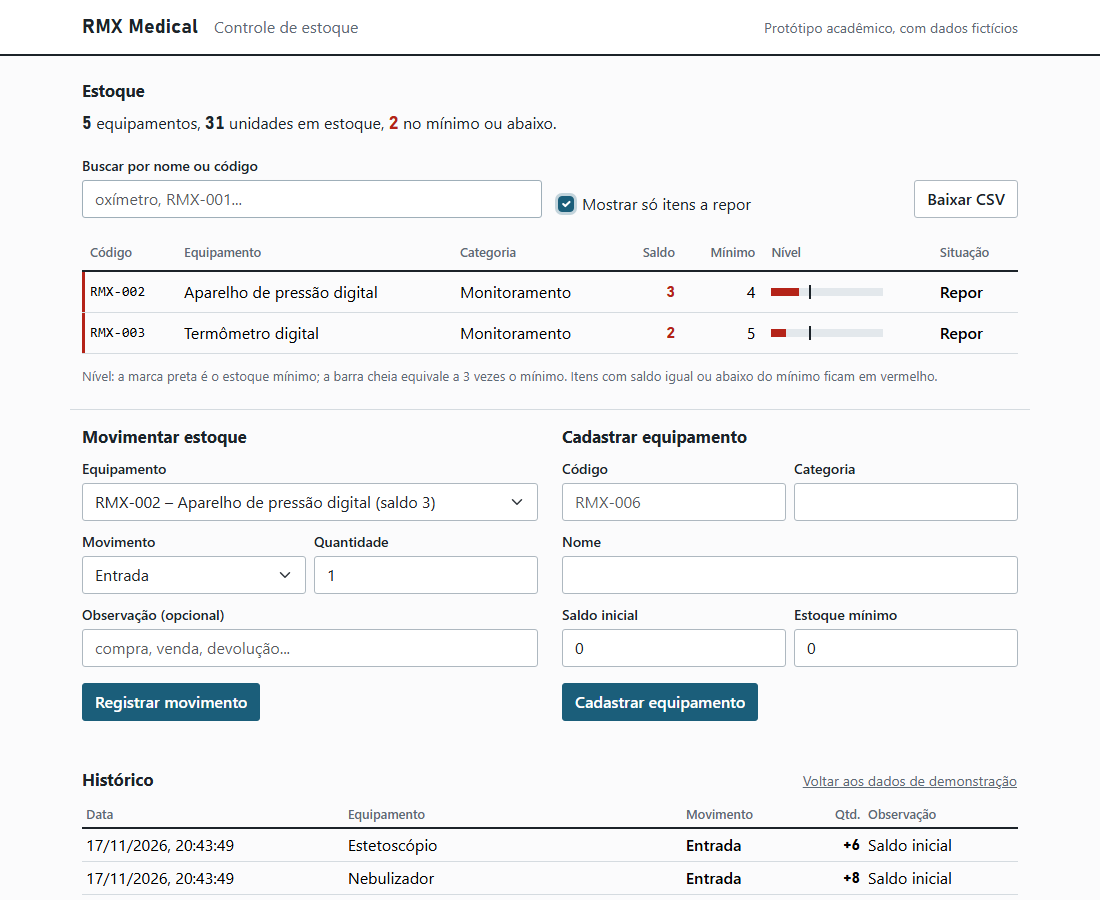 RMX Medical Controle de estoque Protótipo acadêmico, com dados fictícios
Estoque
5 equipamentos, 31 unidades em estoque, 2 no mínimo ou abaixo.
Buscar por nome ou código
oxímetro, RMX-001... Mostrar só itens a repor Baixar CSV
Código Equipamento Categoria Saldo Mínimo Nível Situação
RMX-002 Aparelho de pressão digital Monitoramento 3 4 Repor
RMX-003 Termômetro digital Monitoramento 2 5 Repor
Nível: a marca preta é o estoque mínimo; a barra cheia equivale a 3 vezes o mínimo. Itens com saldo igual ou abaixo do mínimo ficam em vermelho.
Movimentar estoque
Equipamento
RMX-002 – Aparelho de pressão digital (saldo 3)
Movimento Quantidade
Entrada 1
Observação (opcional)
compra, venda, devolução...
Registrar movimento
Cadastrar equipamento
Código Categoria
RMX-006
Nome
Saldo inicial Estoque mínimo
0 0
Cadastrar equipamento
Histórico Voltar aos dados de demonstração
Data Equipamento Movimento Qtd. Observação
17/11/2026, 20:43:49 Estetoscópio Entrada +6 Saldo inicial
17/11/2026, 20:43:49 Nebulizador Entrada +8 Saldo inicial